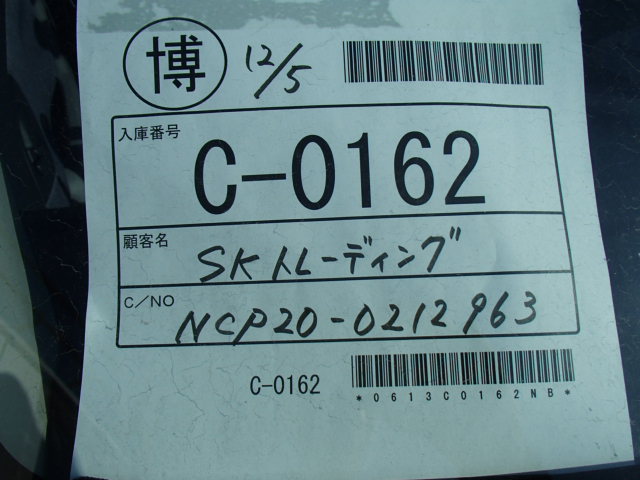 博 12/5
入庫番号
C-0162
顧客名 SKトレーディング
C/NO NCP20-0212963
C-0162 *0613C0162NB*